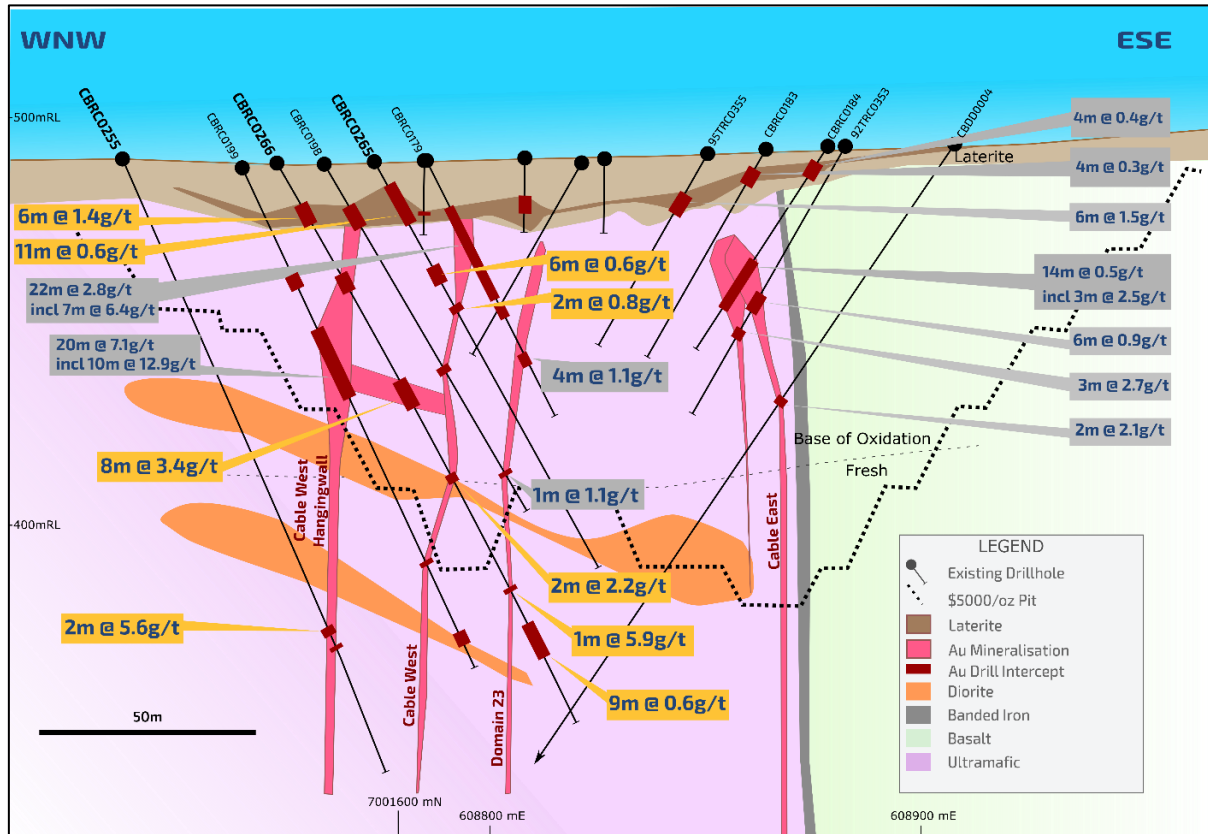 WNW
ESE
500mRL
CBRC0255
CBRC0199
CBRC0266
CBRC0198
CBRC0265
CBRC0179
95TRC0355
CBRC0183
CBRC0184
92TRC0353
CBDD0004
Laterite
4m @ 0.4g/t
4m @ 0.3g/t
6m @ 1.5g/t
14m @ 0.5g/t
incl 3m @ 2.5g/t
6m @ 0.9g/t
3m @ 2.7g/t
2m @ 2.1g/t
6m @ 1.4g/t
11m @ 0.6g/t
22m @ 2.8g/t
incl 7m @ 6.4g/t
20m @ 7.1g/t
incl 10m @ 12.9g/t
6m @ 0.6g/t
2m @ 0.8g/t
4m @ 1.1g/t
8m @ 3.4g/t
Base of Oxidation
Fresh
1m @ 1.1g/t
400mRL
Cable West
Hangingwall
Cable East
2m @ 2.2g/t
2m @ 5.6g/t
1m @ 5.9g/t
9m @ 0.6g/t
Cable West
Domain 23
50m
7001600 mN
608800 mE
608900 mE
LEGEND
Existing Drillhole
$5000/oz Pit
Laterite
Au Mineralisation
Au Drill Intercept
Diorite
Banded Iron
Basalt
Ultramafic